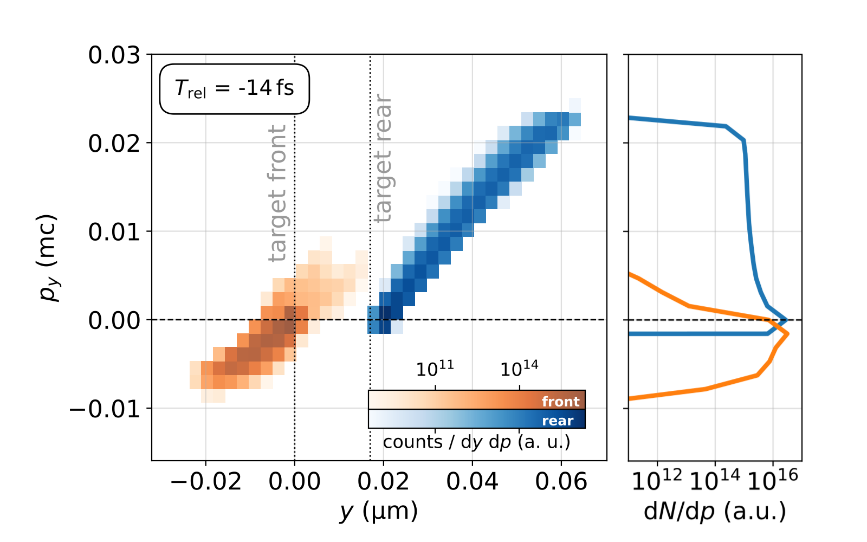 T_rel = -14 fs
target front
target rear
0.03
0.02
0.01
0.00
−0.01
p_y (mc)
10^11 10^14
front
rear
counts / dy dp (a. u.)
−0.02 0.00 0.02 0.04 0.06
y (μm)
10^12 10^14 10^16
dN/dp (a.u.)